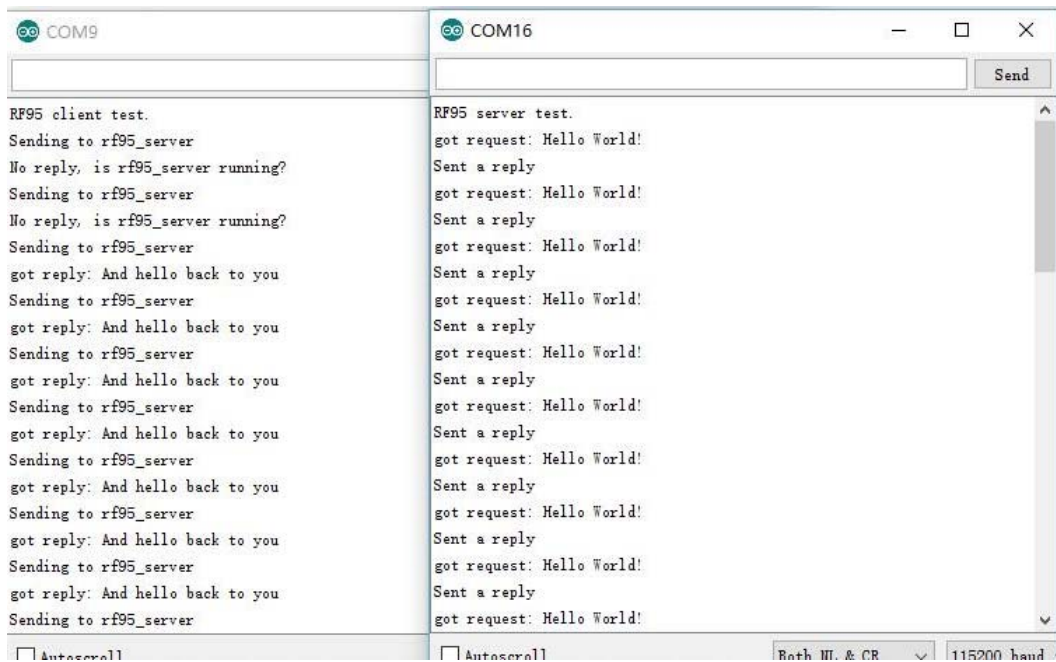 COM9
RF95 client test.
Sending to rf95_server
No reply, is rf95_server running?
Sending to rf95_server
No reply, is rf95_server running?
Sending to rf95_server
got reply: And hello back to you
Sending to rf95_server
got reply: And hello back to you
Sending to rf95_server
got reply: And hello back to you
Sending to rf95_server
got reply: And hello back to you
Sending to rf95_server
got reply: And hello back to you
Sending to rf95_server
got reply: And hello back to you
Sending to rf95_server
got reply: And hello back to you
Sending to rf95_server
Autoscroll
COM16
Send
RF95 server test.
got request: Hello World!
Sent a reply
got request: Hello World!
Sent a reply
got request: Hello World!
Sent a reply
got request: Hello World!
Sent a reply
got request: Hello World!
Sent a reply
got request: Hello World!
Sent a reply
got request: Hello World!
Sent a reply
got request: Hello World!
Sent a reply
got request: Hello World!
Sent a reply
got request: Hello World!
Autoscroll
Both NL & CR
115200 baud